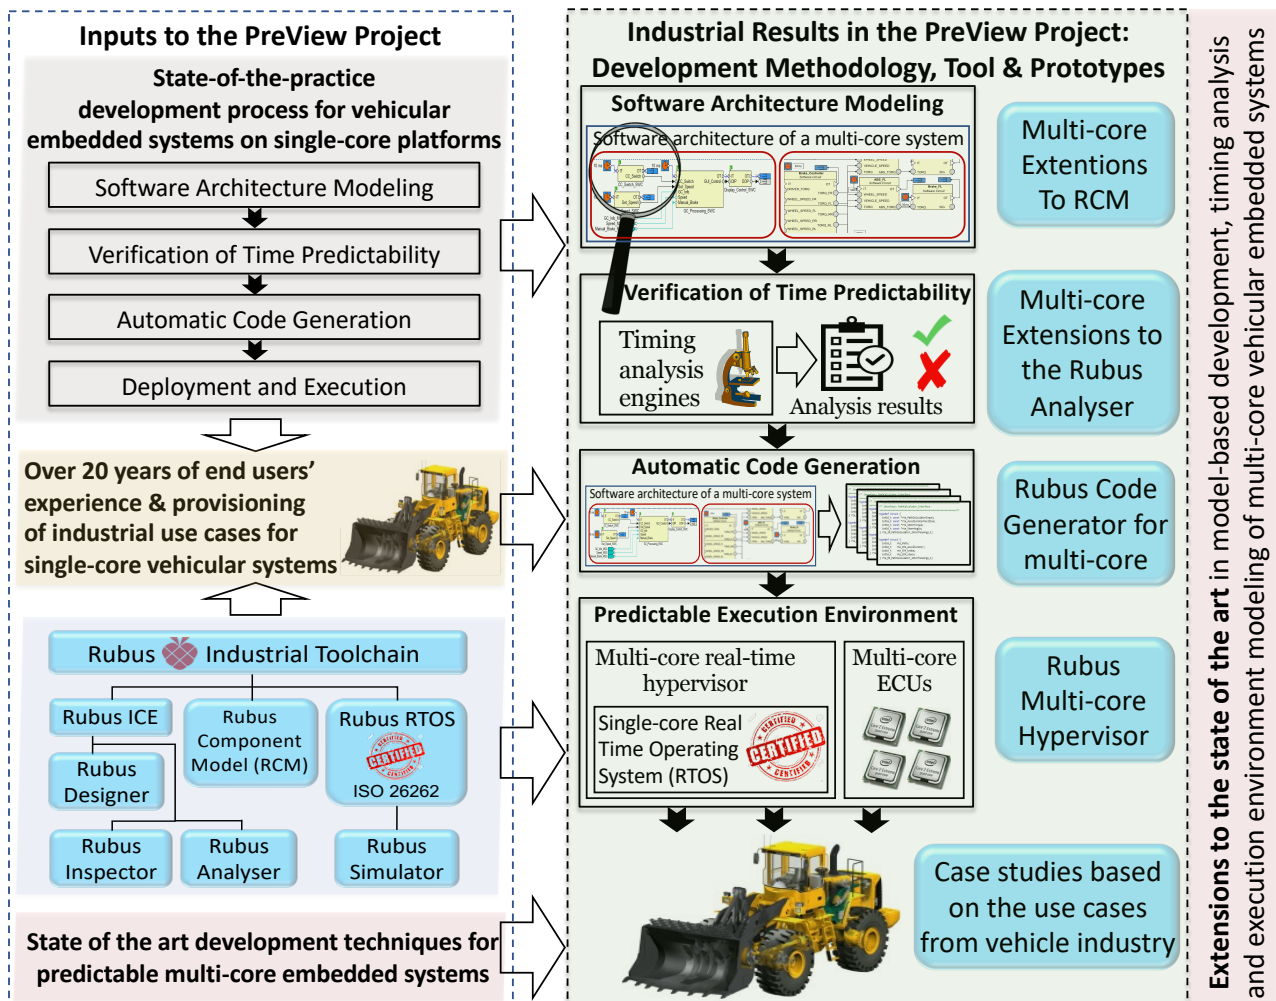 Inputs to the PreView Project
State-of-the-practice
development process for vehicular
embedded systems on single-core platforms
Software Architecture Modeling
Verification of Time Predictability
Automatic Code Generation
Deployment and Execution
Over 20 years of end users’
experience & provisioning
of industrial use cases for
single-core vehicular systems
Rubus Industrial Toolchain
Rubus ICE
Rubus
Component
Model (RCM)
Rubus RTOS
CERTIFIED
ISO 26262
Rubus
Designer
Rubus
Inspector
Rubus
Analyser
Rubus
Simulator
State of the art development techniques for
predictable multi-core embedded systems
Industrial Results in the PreView Project:
Development Methodology, Tool & Prototypes
Software Architecture Modeling
Software architecture of a multi-core system
Multi-core
Extentions
To RCM
Verification of Time Predictability
Timing
analysis
engines
Analysis results
Multi-core
Extensions to
the Rubus
Analyser
Automatic Code Generation
Software architecture of a multi-core system
Rubus Code
Generator for
multi-core
Predictable Execution Environment
Multi-core real-time
hypervisor
Single-core Real
Time Operating
System (RTOS)
CERTIFIED
Multi-core
ECUs
Rubus
Multi-core
Hypervisor
Case studies based
on the use cases
from vehicle industry
Extensions to the state of the art in model-based development, timing analysis
and execution environment modeling of multi-core vehicular embedded systems